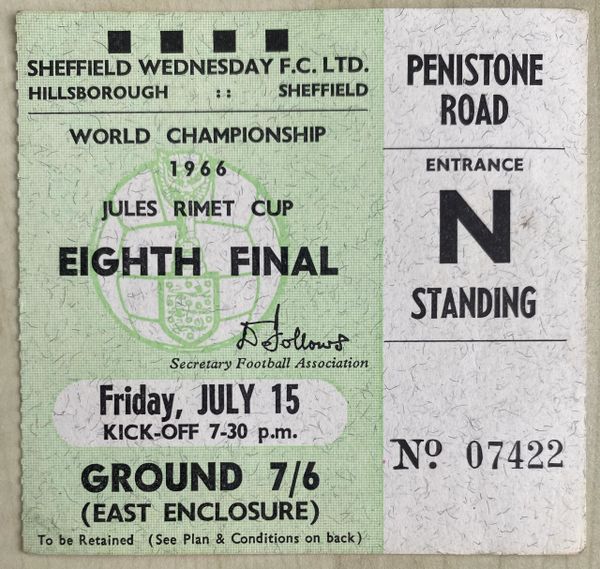 SHEFFIELD WEDNESDAY F.C. LTD.
HILLSBOROUGH :: SHEFFIELD
WORLD CHAMPIONSHIP
1966
JULES RIMET CUP
EIGHTH FINAL
D Follows
Secretary Football Association
Friday, JULY 15
KICK-OFF 7-30 p.m.
GROUND 7/6
(EAST ENCLOSURE)
To be Retained (See Plan & Conditions on back)
PENISTONE
ROAD
ENTRANCE
N
STANDING
Nº 07422